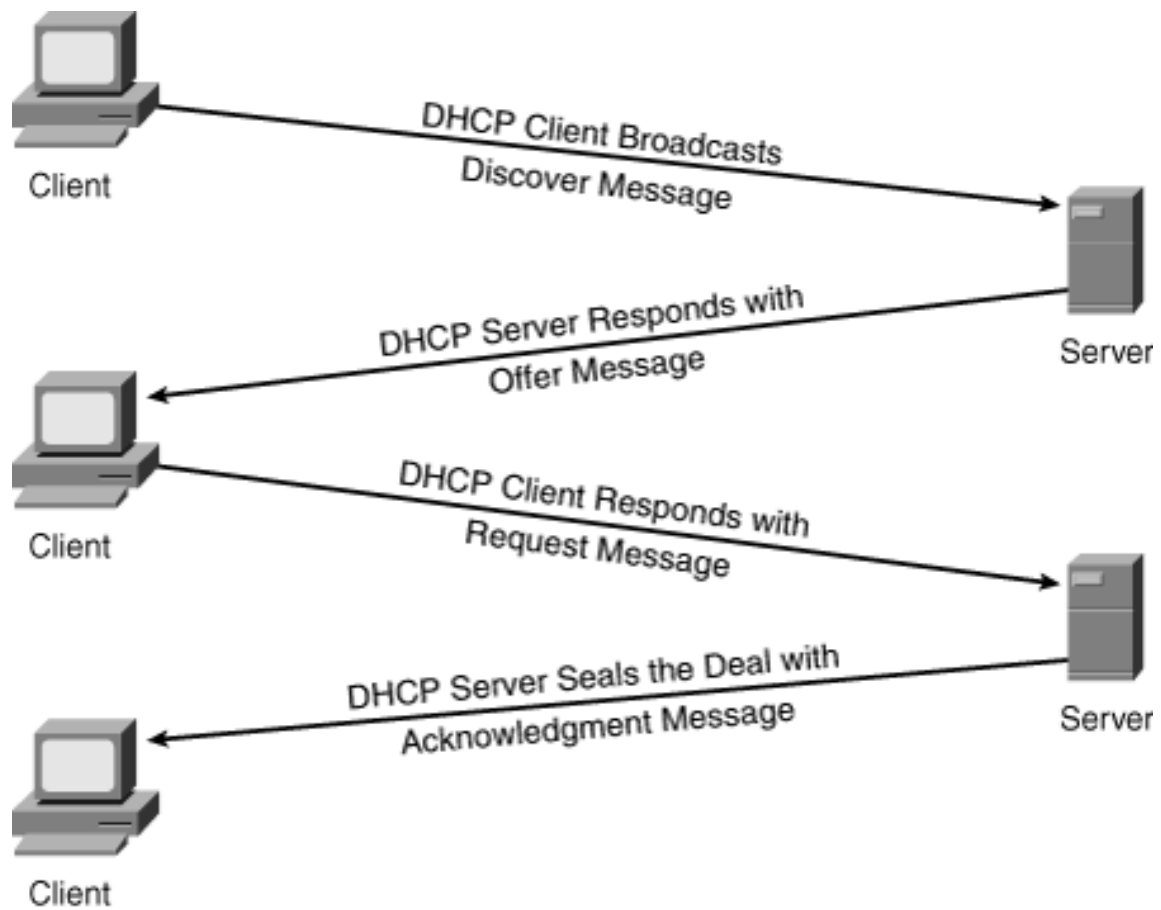 DHCP Client Broadcasts
Discover Message
Client
DHCP Server Responds with
Offer Message
Server
Client
DHCP Client Responds with
Request Message
DHCP Server Seals the Deal with
Acknowledgment Message
Server
Client